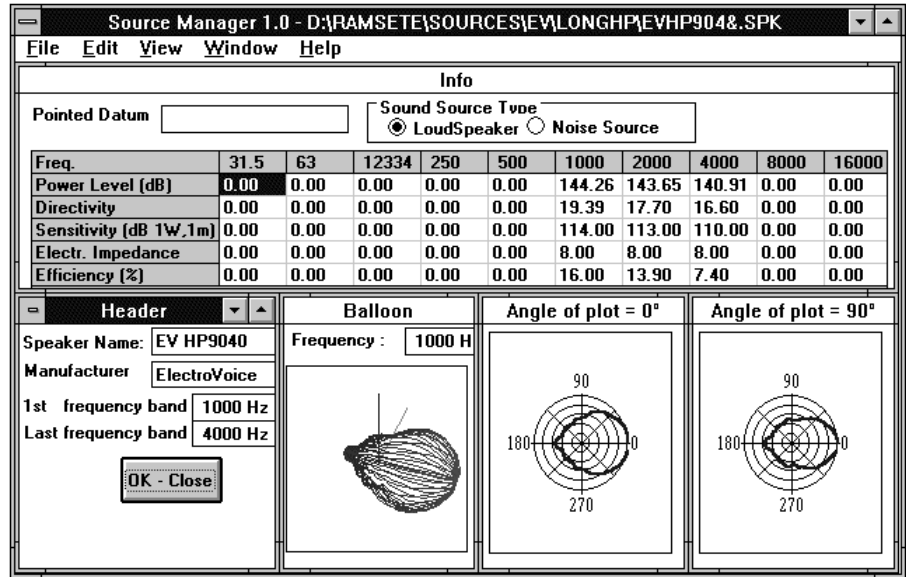 Source Manager 1.0 - D:\RAMSETE\SOURCES\EV\LONGHP\EVHP904&.SPK
File Edit View Window Help
Info
Pointed Datum
Sound Source Type
LoudSpeaker Noise Source
Freq. 31.5 63 12334 250 500 1000 2000 4000 8000 16000
Power Level (dB) 0.00 0.00 0.00 0.00 0.00 144.26 143.65 140.91 0.00 0.00
Directivity 0.00 0.00 0.00 0.00 0.00 19.39 17.70 16.60 0.00 0.00
Sensitivity (dB 1W,1m) 0.00 0.00 0.00 0.00 0.00 114.00 113.00 110.00 0.00 0.00
Electr. Impedance 0.00 0.00 0.00 0.00 0.00 8.00 8.00 8.00 0.00 0.00
Efficiency (%) 0.00 0.00 0.00 0.00 0.00 16.00 13.90 7.40 0.00 0.00
Header
Speaker Name: EV HP9040
Manufacturer ElectroVoice
1st frequency band 1000 Hz
Last frequency band 4000 Hz
OK - Close
Balloon
Frequency : 1000 H
Angle of plot = 0°
90
180 0
270
Angle of plot = 90°
90
180 0
270